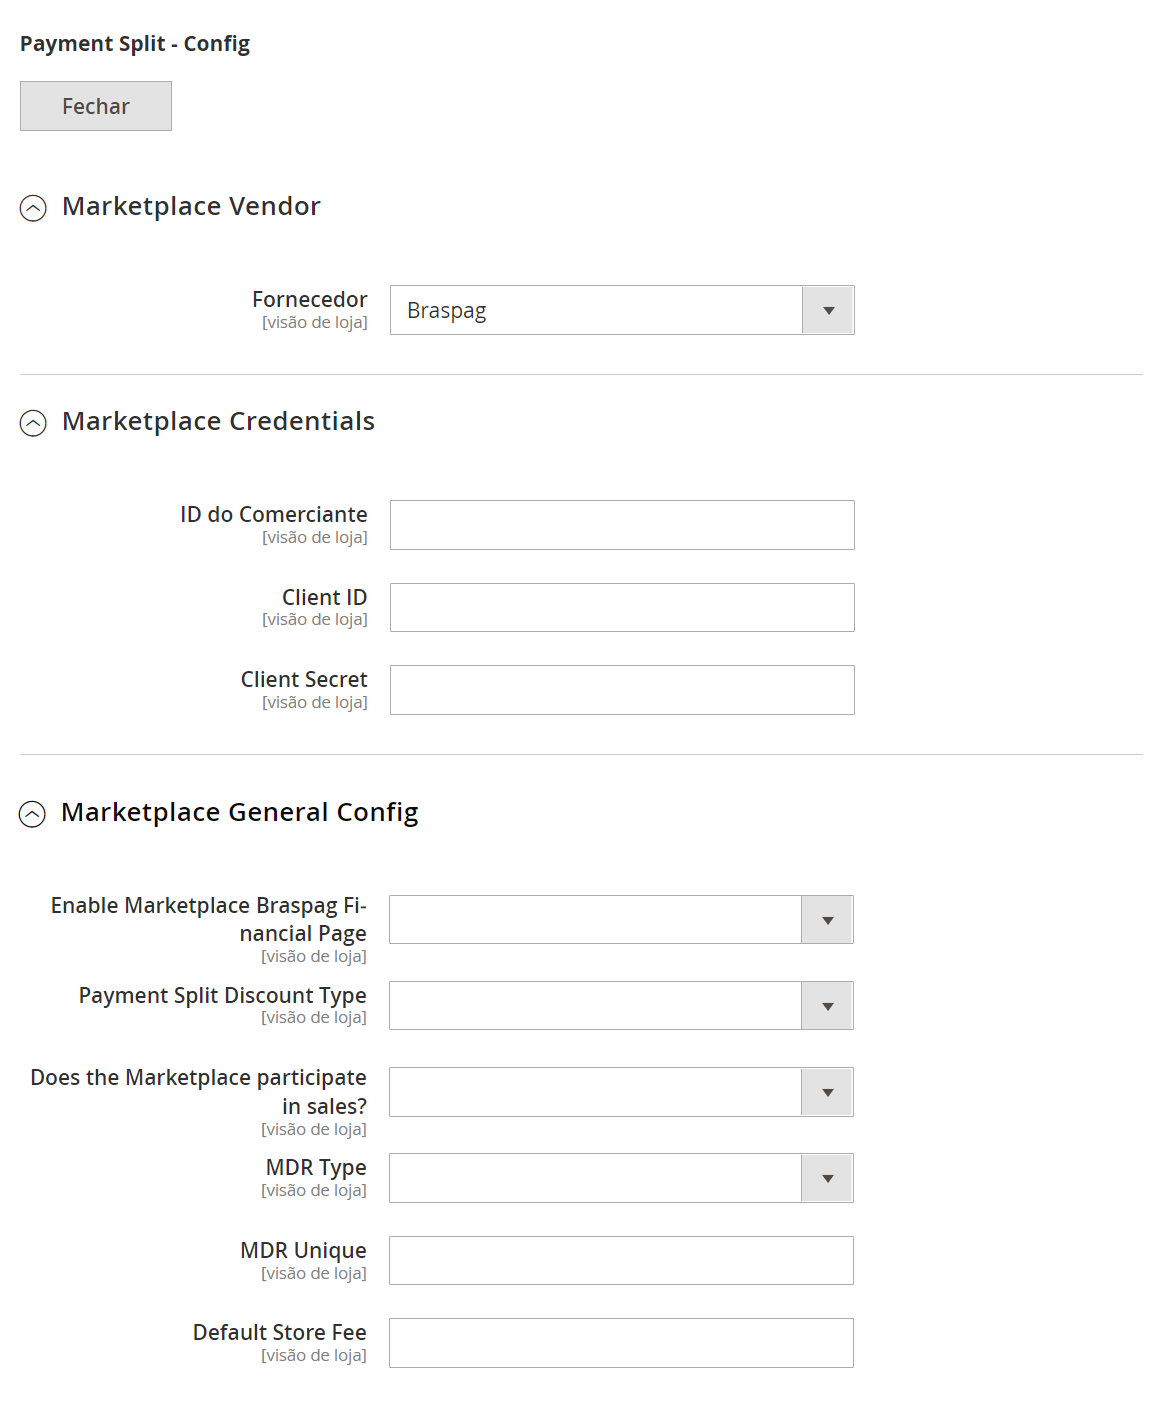 Payment Split - Config
Fechar
Marketplace Vendor
Fornecedor
[visão de loja]
Braspag
Marketplace Credentials
ID do Comerciante
[visão de loja]
Client ID
[visão de loja]
Client Secret
[visão de loja]
Marketplace General Config
Enable Marketplace Braspag Fi-
nancial Page
[visão de loja]
Payment Split Discount Type
[visão de loja]
Does the Marketplace participate
in sales?
[visão de loja]
MDR Type
[visão de loja]
MDR Unique
[visão de loja]
Default Store Fee
[visão de loja]